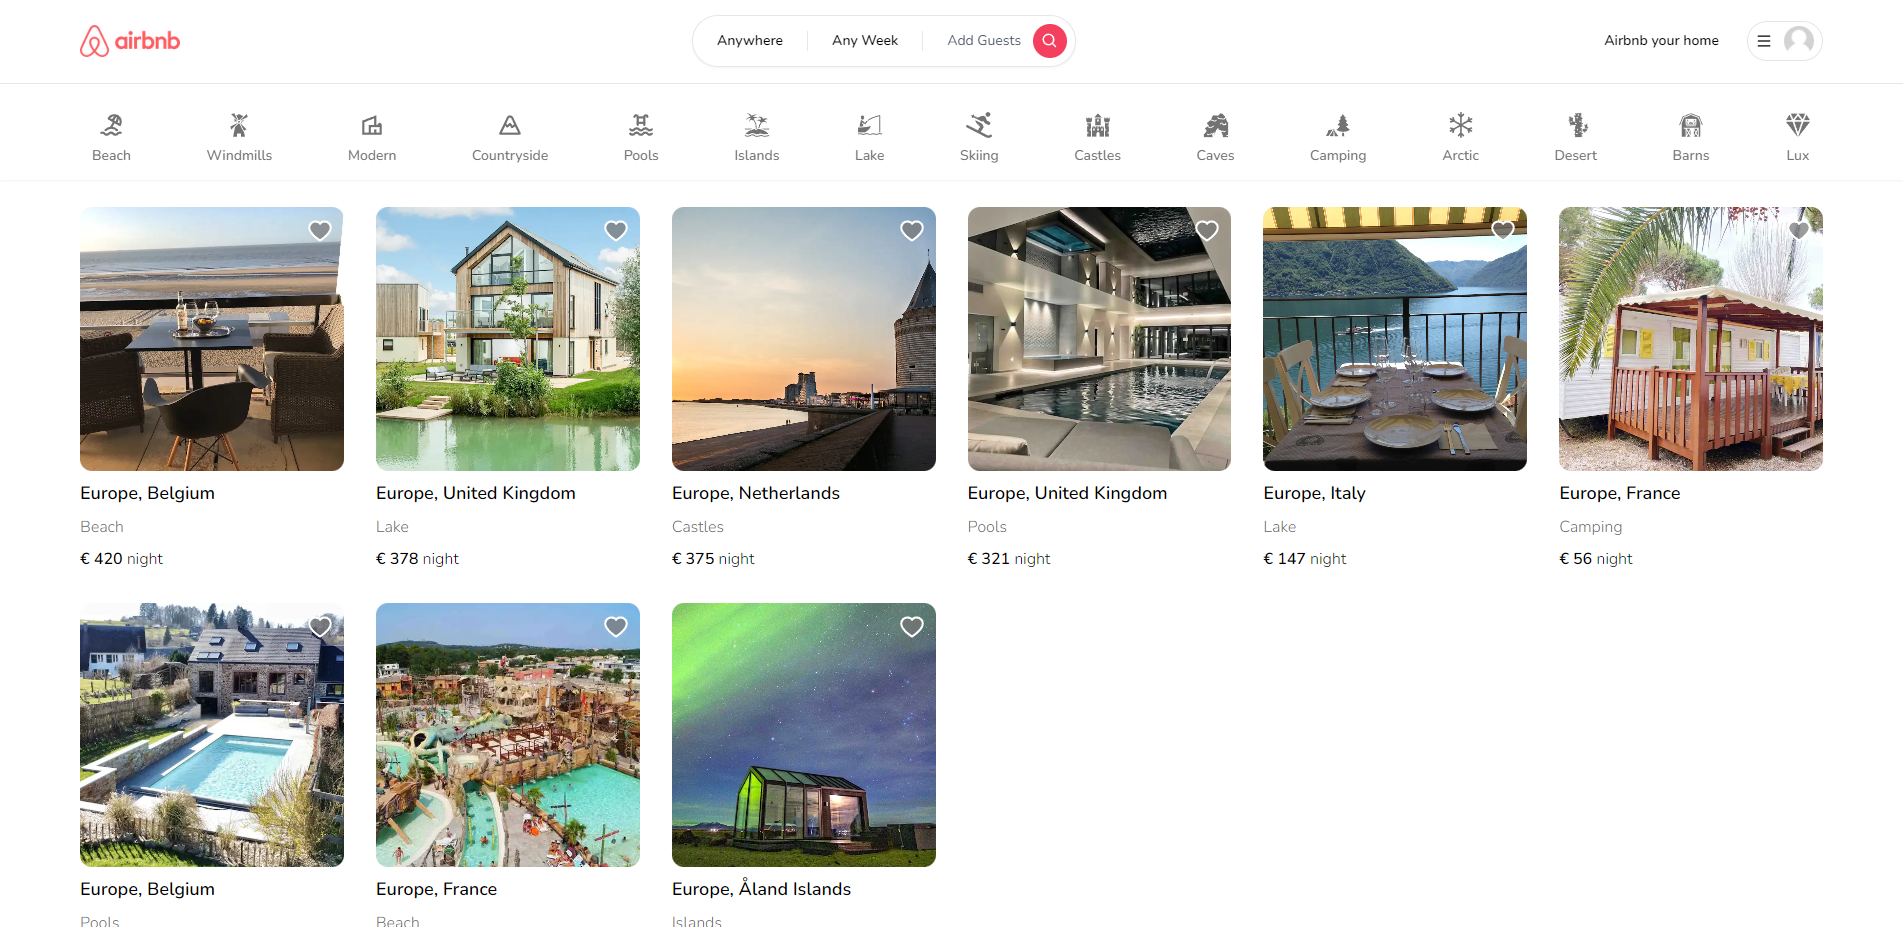 airbnb
Anywhere
Any Week
Add Guests
Airbnb your home
Beach
Windmills
Modern
Countryside
Pools
Islands
Lake
Skiing
Castles
Caves
Camping
Arctic
Desert
Barns
Lux
Europe, Belgium
Beach
€ 420 night
Europe, United Kingdom
Lake
€ 378 night
Europe, Netherlands
Castles
€ 375 night
Europe, United Kingdom
Pools
€ 321 night
Europe, Italy
Lake
€ 147 night
Europe, France
Camping
€ 56 night
Europe, Belgium
Pools
Europe, France
Beach
Europe, Åland Islands
Islands